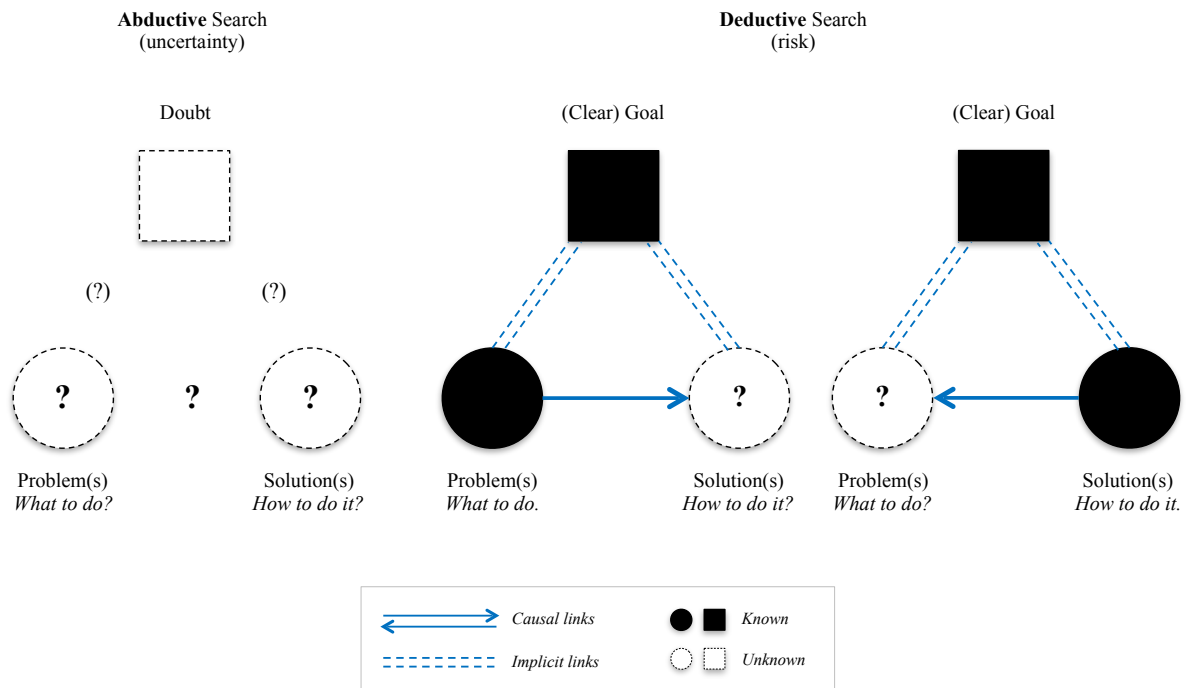 Abductive Search
(uncertainty)
Deductive Search
(risk)
Doubt
(Clear) Goal
(Clear) Goal
(?)
(?)
?
?
?
?
?
Problem(s)
What to do?
Solution(s)
How to do it?
Problem(s)
What to do.
Solution(s)
How to do it?
Problem(s)
What to do?
Solution(s)
How to do it.
Causal links
Known
Implicit links
Unknown